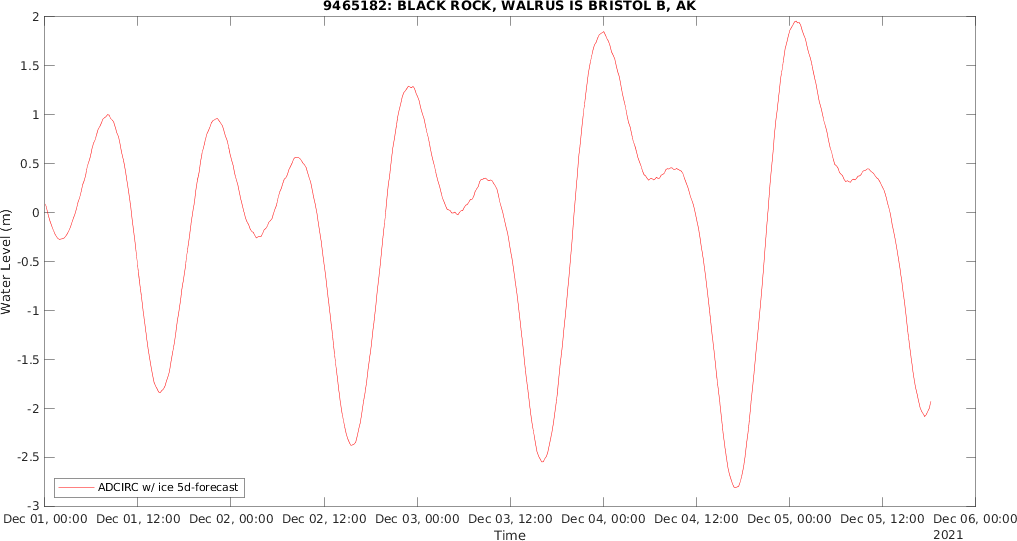 9465182: BLACK ROCK, WALRUS IS BRISTOL B, AK
2
1.5
1
0.5
0
-0.5
-1
-1.5
-2
-2.5
-3
Water Level (m)
ADCIRC w/ ice 5d-forecast
Dec 01, 00:00 Dec 01, 12:00 Dec 02, 00:00 Dec 02, 12:00 Dec 03, 00:00 Dec 03, 12:00 Dec 04, 00:00 Dec 04, 12:00 Dec 05, 00:00 Dec 05, 12:00 Dec 06, 00:00
Time
2021